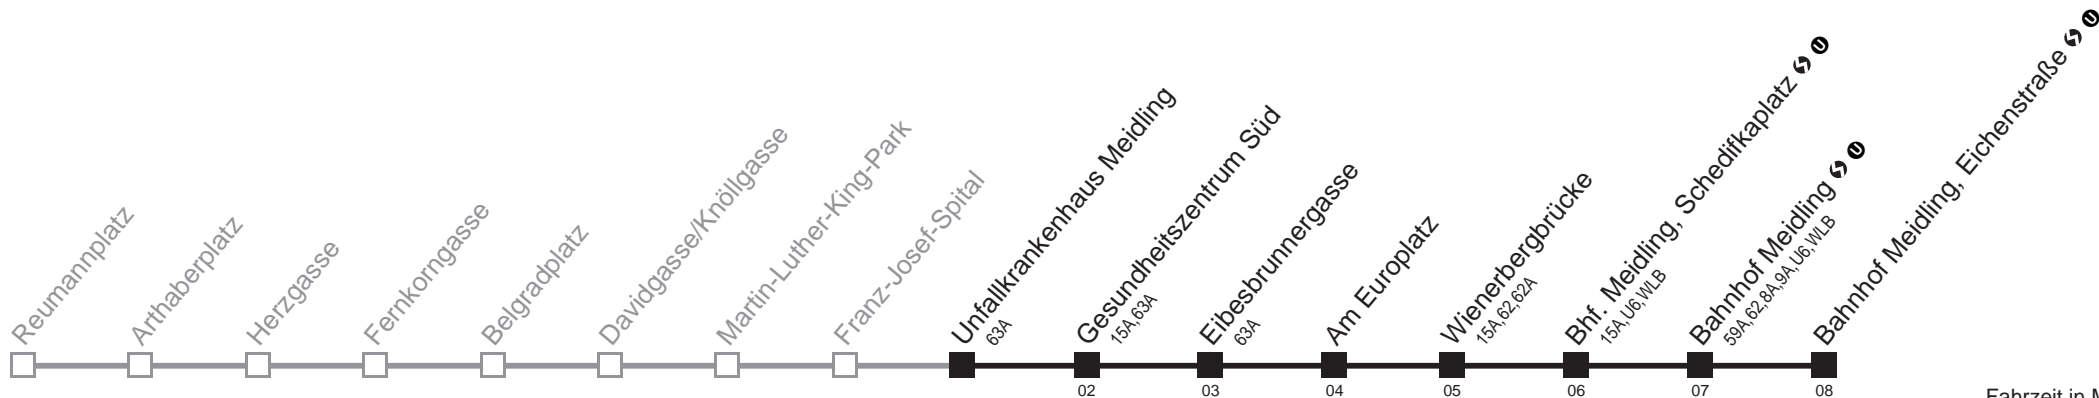 Reumannplatz
Arthaberplatz
Herzgasse
Fernkorngasse
Belgradplatz
Davidgasse/Knöllgasse
Martin-Luther-King-Park
Franz-Josef-Spital
Unfallkrankenhaus Meidling
63A
Gesundheitszentrum Süd
15A,63A
Eibesbrunnergasse
63A
Am Europlatz
Wienerbergbrücke
15A,62,62A
Bhf. Meidling, Schedifkaplatz S U
15A,U6,WLB
Bahnhof Meidling S U
59A,62,8A,9A,U6,WLB
Bahnhof Meidling, Eichenstraße S U
02 03 04 05 06 07 08
Fahrzeit in